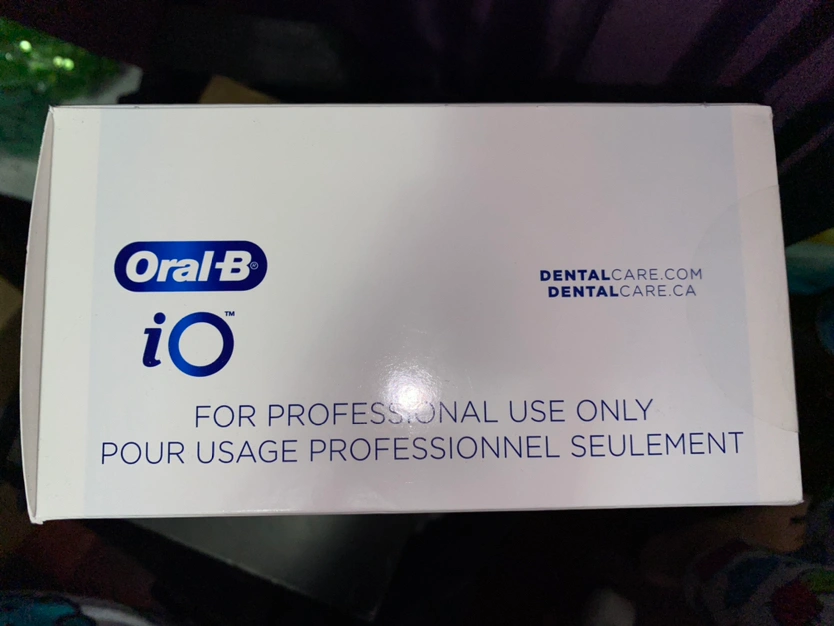 Oral-B®
iO™
DENTALCARE.COM
DENTALCARE.CA
FOR PROFESSIONAL USE ONLY
POUR USAGE PROFESSIONNEL SEULEMENT